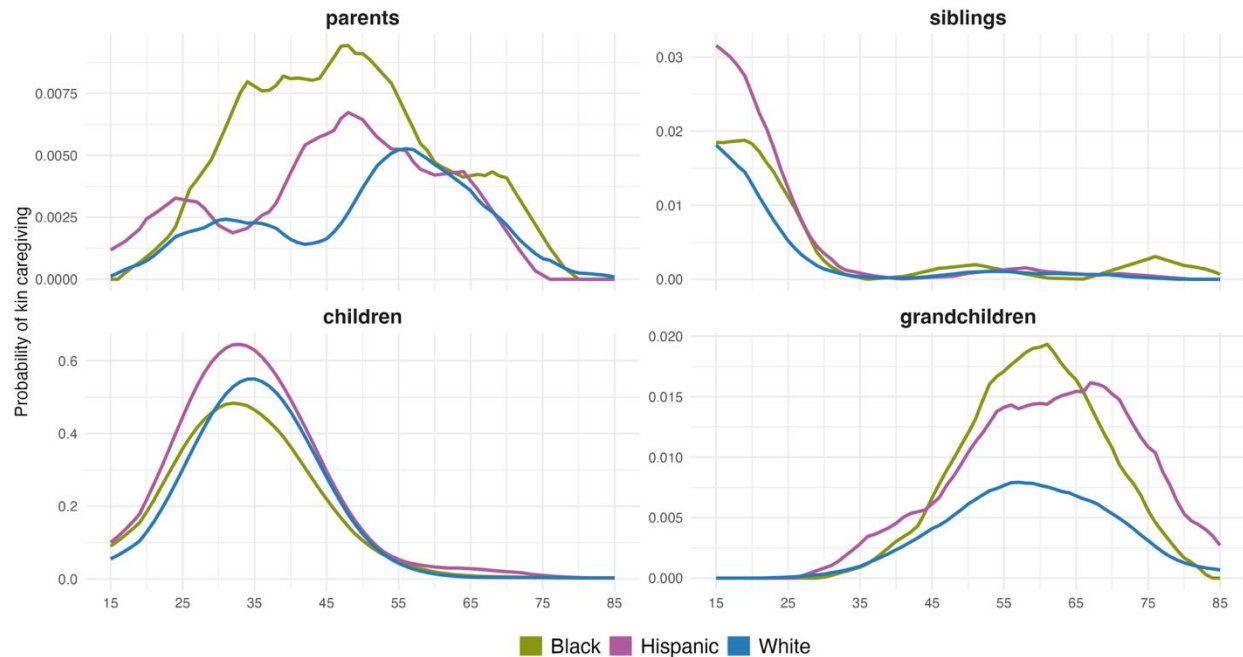 parents
siblings
Probability of kin caregiving
0.0075
0.0050
0.0025
0.0000
0.03
0.02
0.01
0.00
children
grandchildren
0.6
0.4
0.2
0.0
0.020
0.015
0.010
0.005
0.000
15 25 35 45 55 65 75 85
15 25 35 45 55 65 75 85
Black Hispanic White